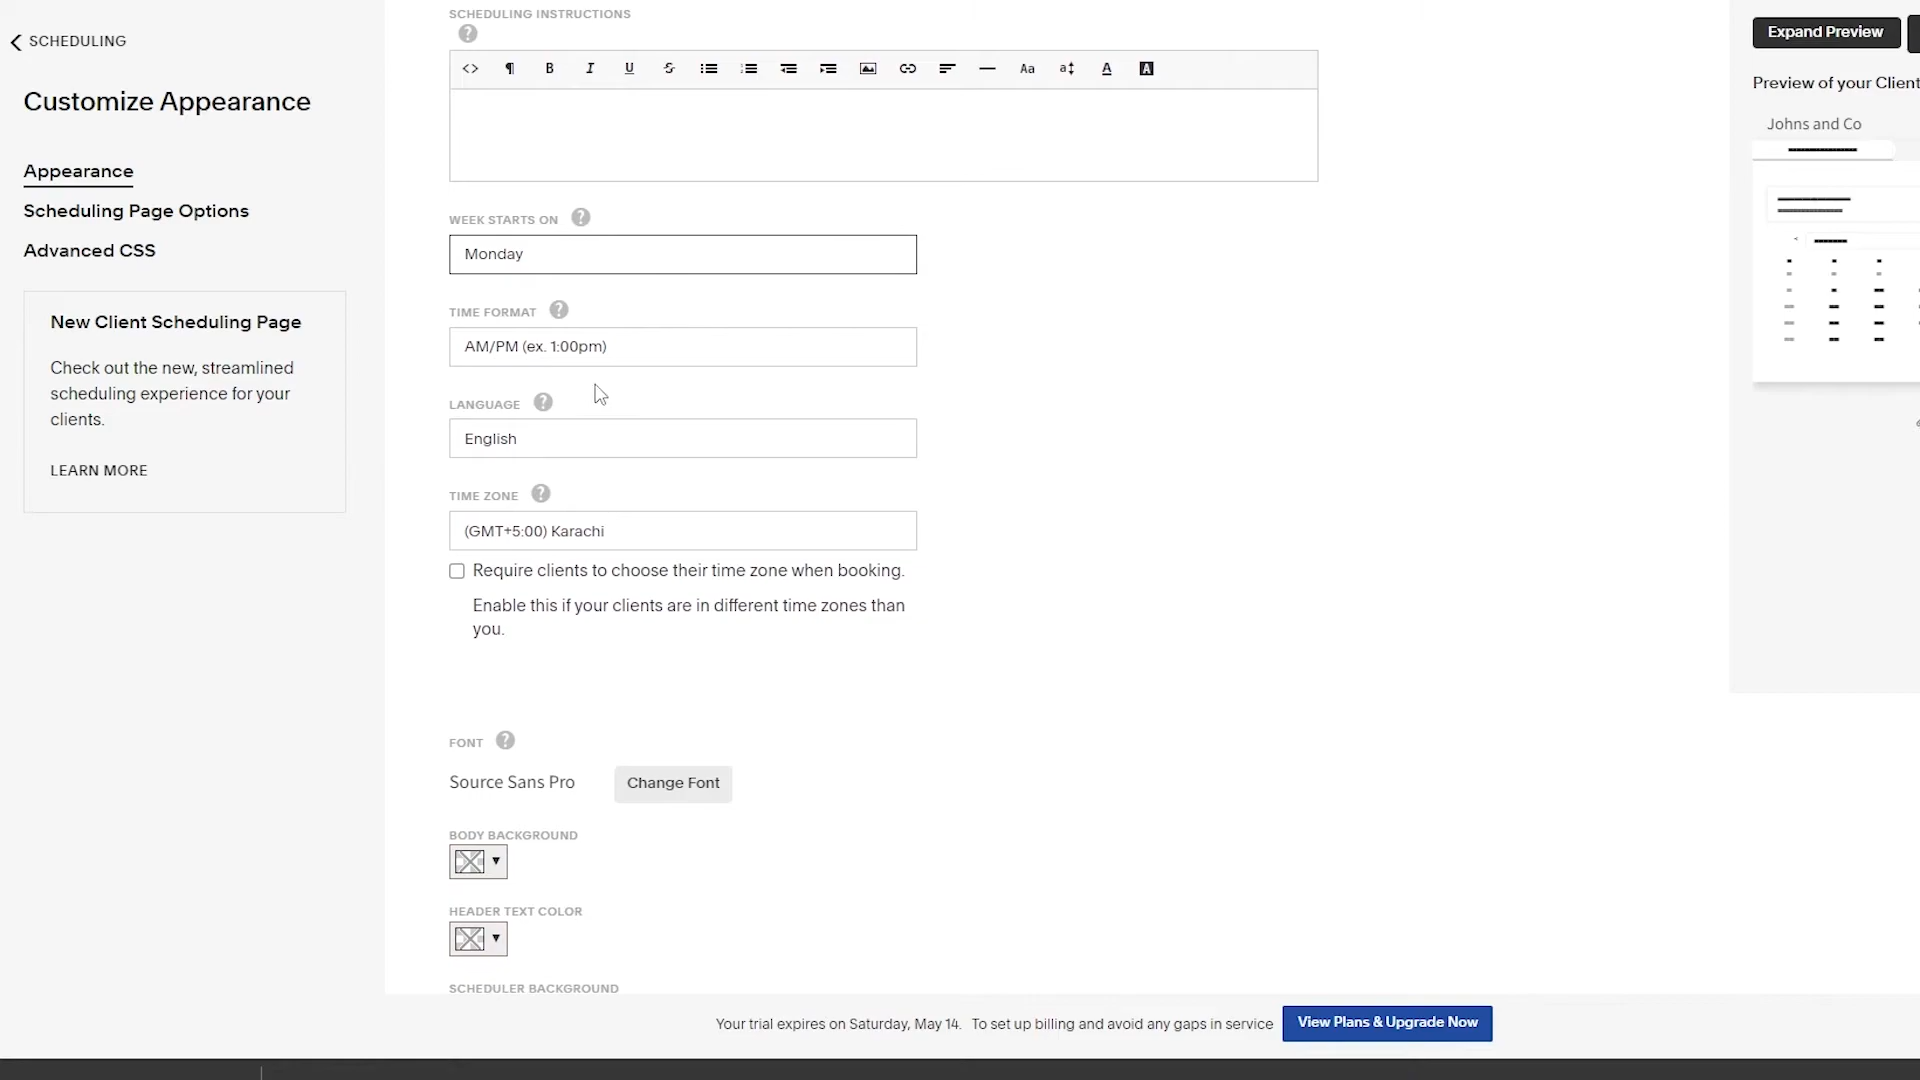 SCHEDULING
Customize Appearance
Appearance
Scheduling Page Options
Advanced CSS
New Client Scheduling Page
Check out the new, streamlined
scheduling experience for your
clients.
LEARN MORE
SCHEDULING INSTRUCTIONS
WEEK STARTS ON
Monday
TIME FORMAT
AM/PM (ex. 1:00pm)
LANGUAGE
English
TIME ZONE
(GMT+5:00) Karachi
Require clients to choose their time zone when booking.
Enable this if your clients are in different time zones than
you.
FONT
Source Sans Pro
Change Font
BODY BACKGROUND
HEADER TEXT COLOR
SCHEDULER BACKGROUND
Expand Preview
Preview of your Client
Johns and Co
Your trial expires on Saturday, May 14. To set up billing and avoid any gaps in service
View Plans & Upgrade Now